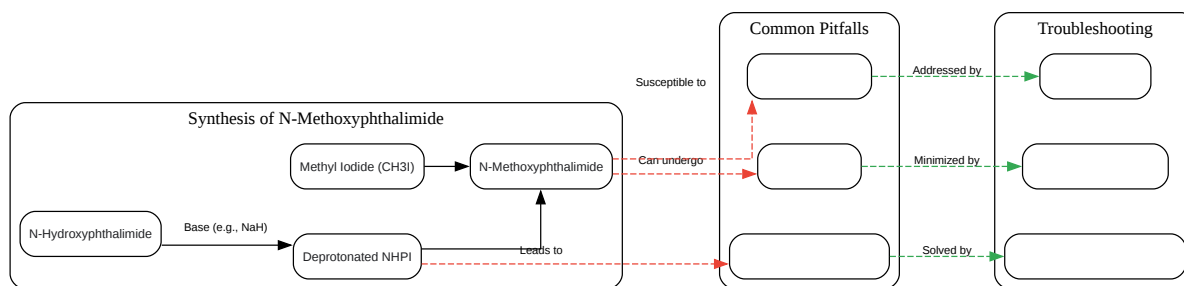 Common Pitfalls
Troubleshooting
Susceptible to
Addressed by
Synthesis of N-Methoxyphthalimide
Methyl Iodide (CH3I)
N-Methoxyphthalimide
Can undergo
Minimized by
N-Hydroxyphthalimide
Base (e.g., NaH)
Deprotonated NHPI
Leads to
Solved by